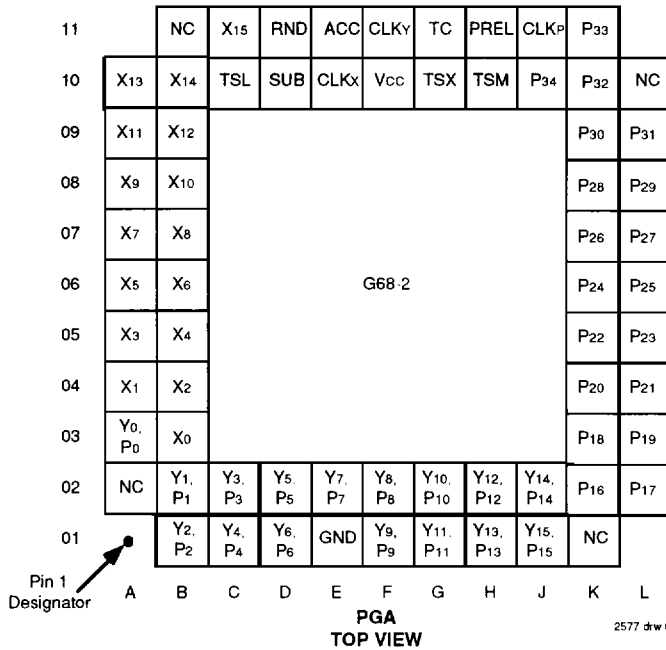 11 NC X15 RND ACC CLKY TC PREL CLKP P33
10 X13 X14 TSL SUB CLKX VCC TSX TSM P34 P32 NC
09 X11 X12 P30 P31
08 X9 X10 P28 P29
07 X7 X8 P26 P27
06 X5 X6 G68-2 P24 P25
05 X3 X4 P22 P23
04 X1 X2 P20 P21
03 Y0, P0 X0 P18 P19
02 NC Y1, P1 Y3, P3 Y5, P5 Y7, P7 Y8, P8 Y10, P10 Y12, P12 Y14, P14 P16 P17
01 Y2, P2 Y4, P4 Y6, P6 GND Y9, P9 Y11, P11 Y13, P13 Y15, P15 NC
Pin 1
Designator
A B C D E F G H J K L
PGA
TOP VIEW
2577 drw